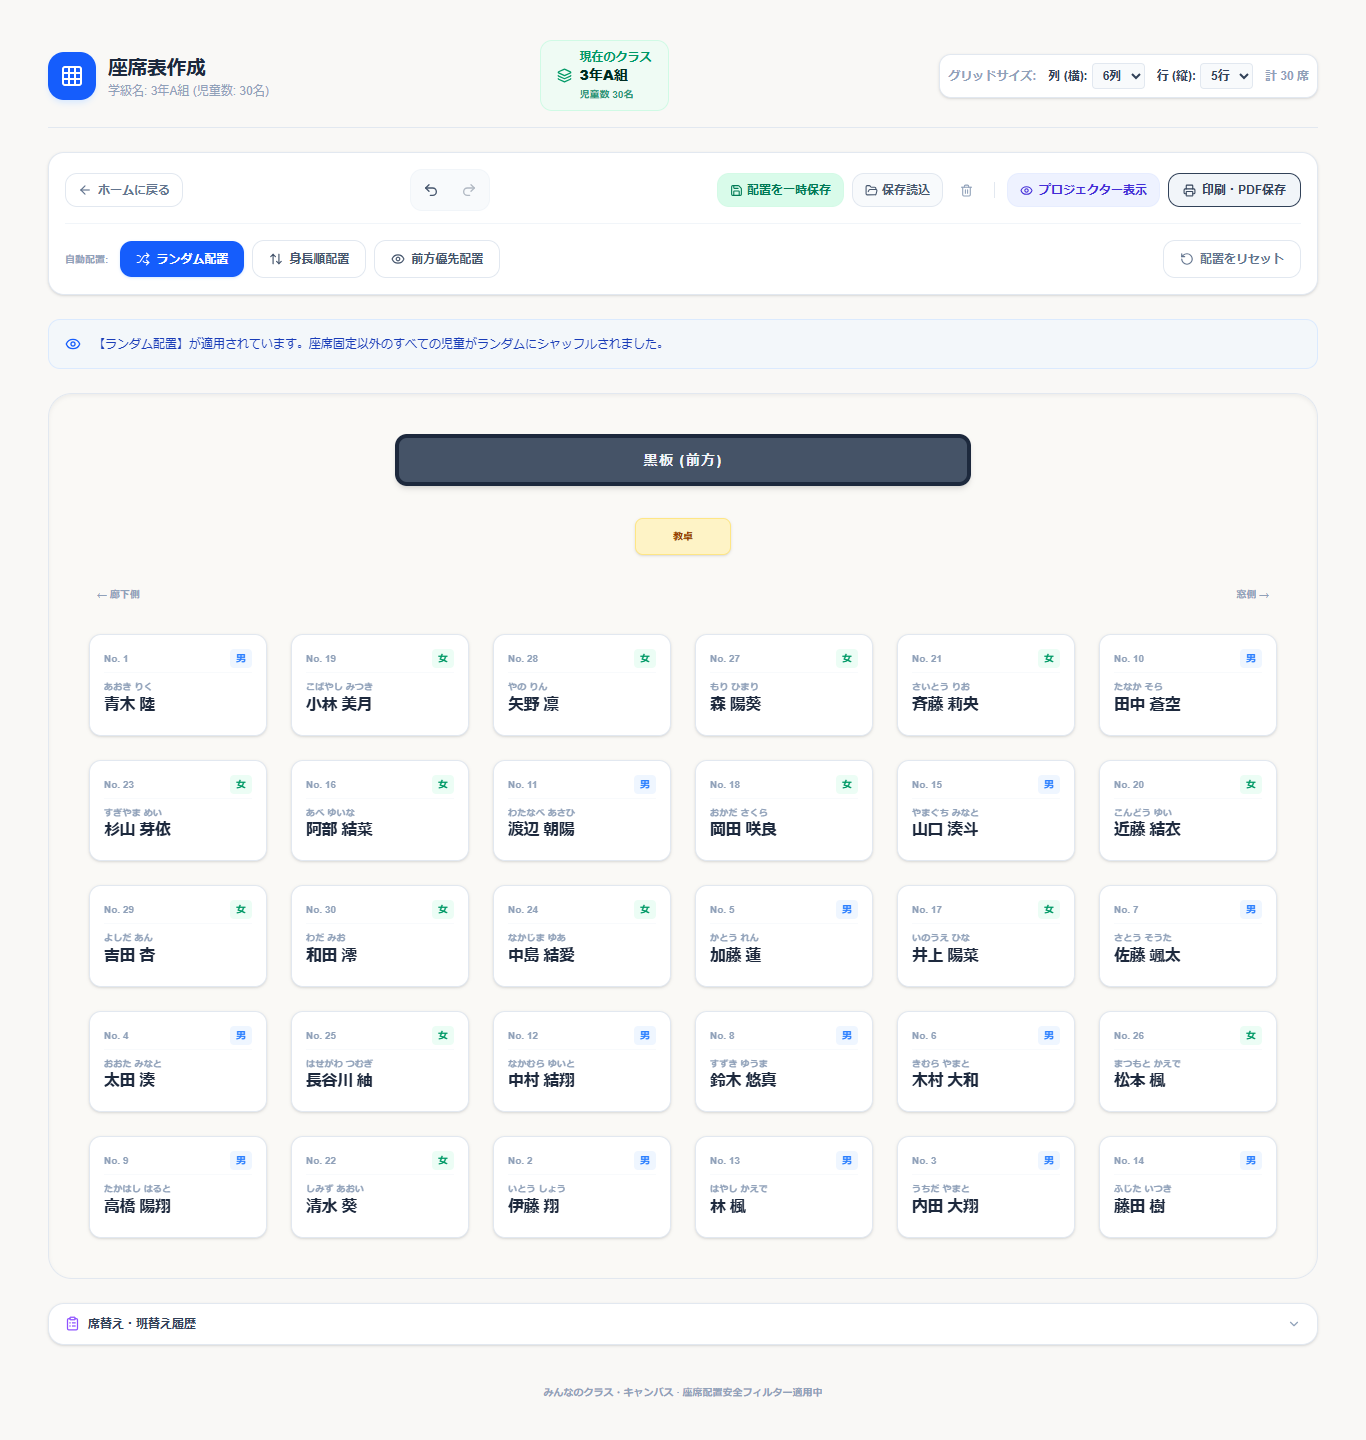 座席表作成
学級名: 3年A組 (児童数: 30名)
現在のクラス
3年A組
児童数 30名
グリッドサイズ: 列 (横): 6列 行 (縦): 5行 計 30 席
ホームに戻る
配置を一時保存 保存読込 プロジェクター表示 印刷・PDF保存
自動配置: ランダム配置 身長順配置 前方優先配置 配置をリセット
【ランダム配置】が適用されています。座席固定以外のすべての児童がランダムにシャッフルされました。
黒板 (前方)
教卓
← 廊下側 窓側 →
No. 1 男 No. 19 女 No. 28 女 No. 27 女 No. 21 女 No. 10 男
あおき りく こばやし みつき やの りん もり ひまり さいとう りお たなか そら
青木 陸 小林 美月 矢野 凛 森 陽葵 斉藤 莉央 田中 蒼空
No. 23 女 No. 16 女 No. 11 男 No. 18 女 No. 15 男 No. 20 女
すぎやま めい あべ ゆいな わたなべ あさひ おかだ さくら やまぐち みなと こんどう ゆい
杉山 芽依 阿部 結菜 渡辺 朝陽 岡田 咲良 山口 湊斗 近藤 結衣
No. 29 女 No. 30 女 No. 24 女 No. 5 男 No. 17 女 No. 7 男
よしだ あん わだ みお なかじま ゆあ かとう れん いのうえ ひな さとう そうた
吉田 杏 和田 澪 中島 結愛 加藤 蓮 井上 陽菜 佐藤 颯太
No. 4 男 No. 25 女 No. 12 男 No. 8 男 No. 6 男 No. 26 女
おおた みなと はせがわ つむぎ なかむら ゆいと すずき ゆうま きむら やまと まつもと かえで
太田 湊 長谷川 紬 中村 結翔 鈴木 悠真 木村 大和 松本 楓
No. 9 男 No. 22 女 No. 2 男 No. 13 男 No. 3 男 No. 14 男
たかはし はると しみず あおい いとう しょう はやし かえで うちだ やまと ふじた いつき
高橋 陽翔 清水 葵 伊藤 翔 林 楓 内田 大翔 藤田 樹
席替え・班替え履歴
みんなのクラス・キャンバス · 座席配置安全フィルター適用中